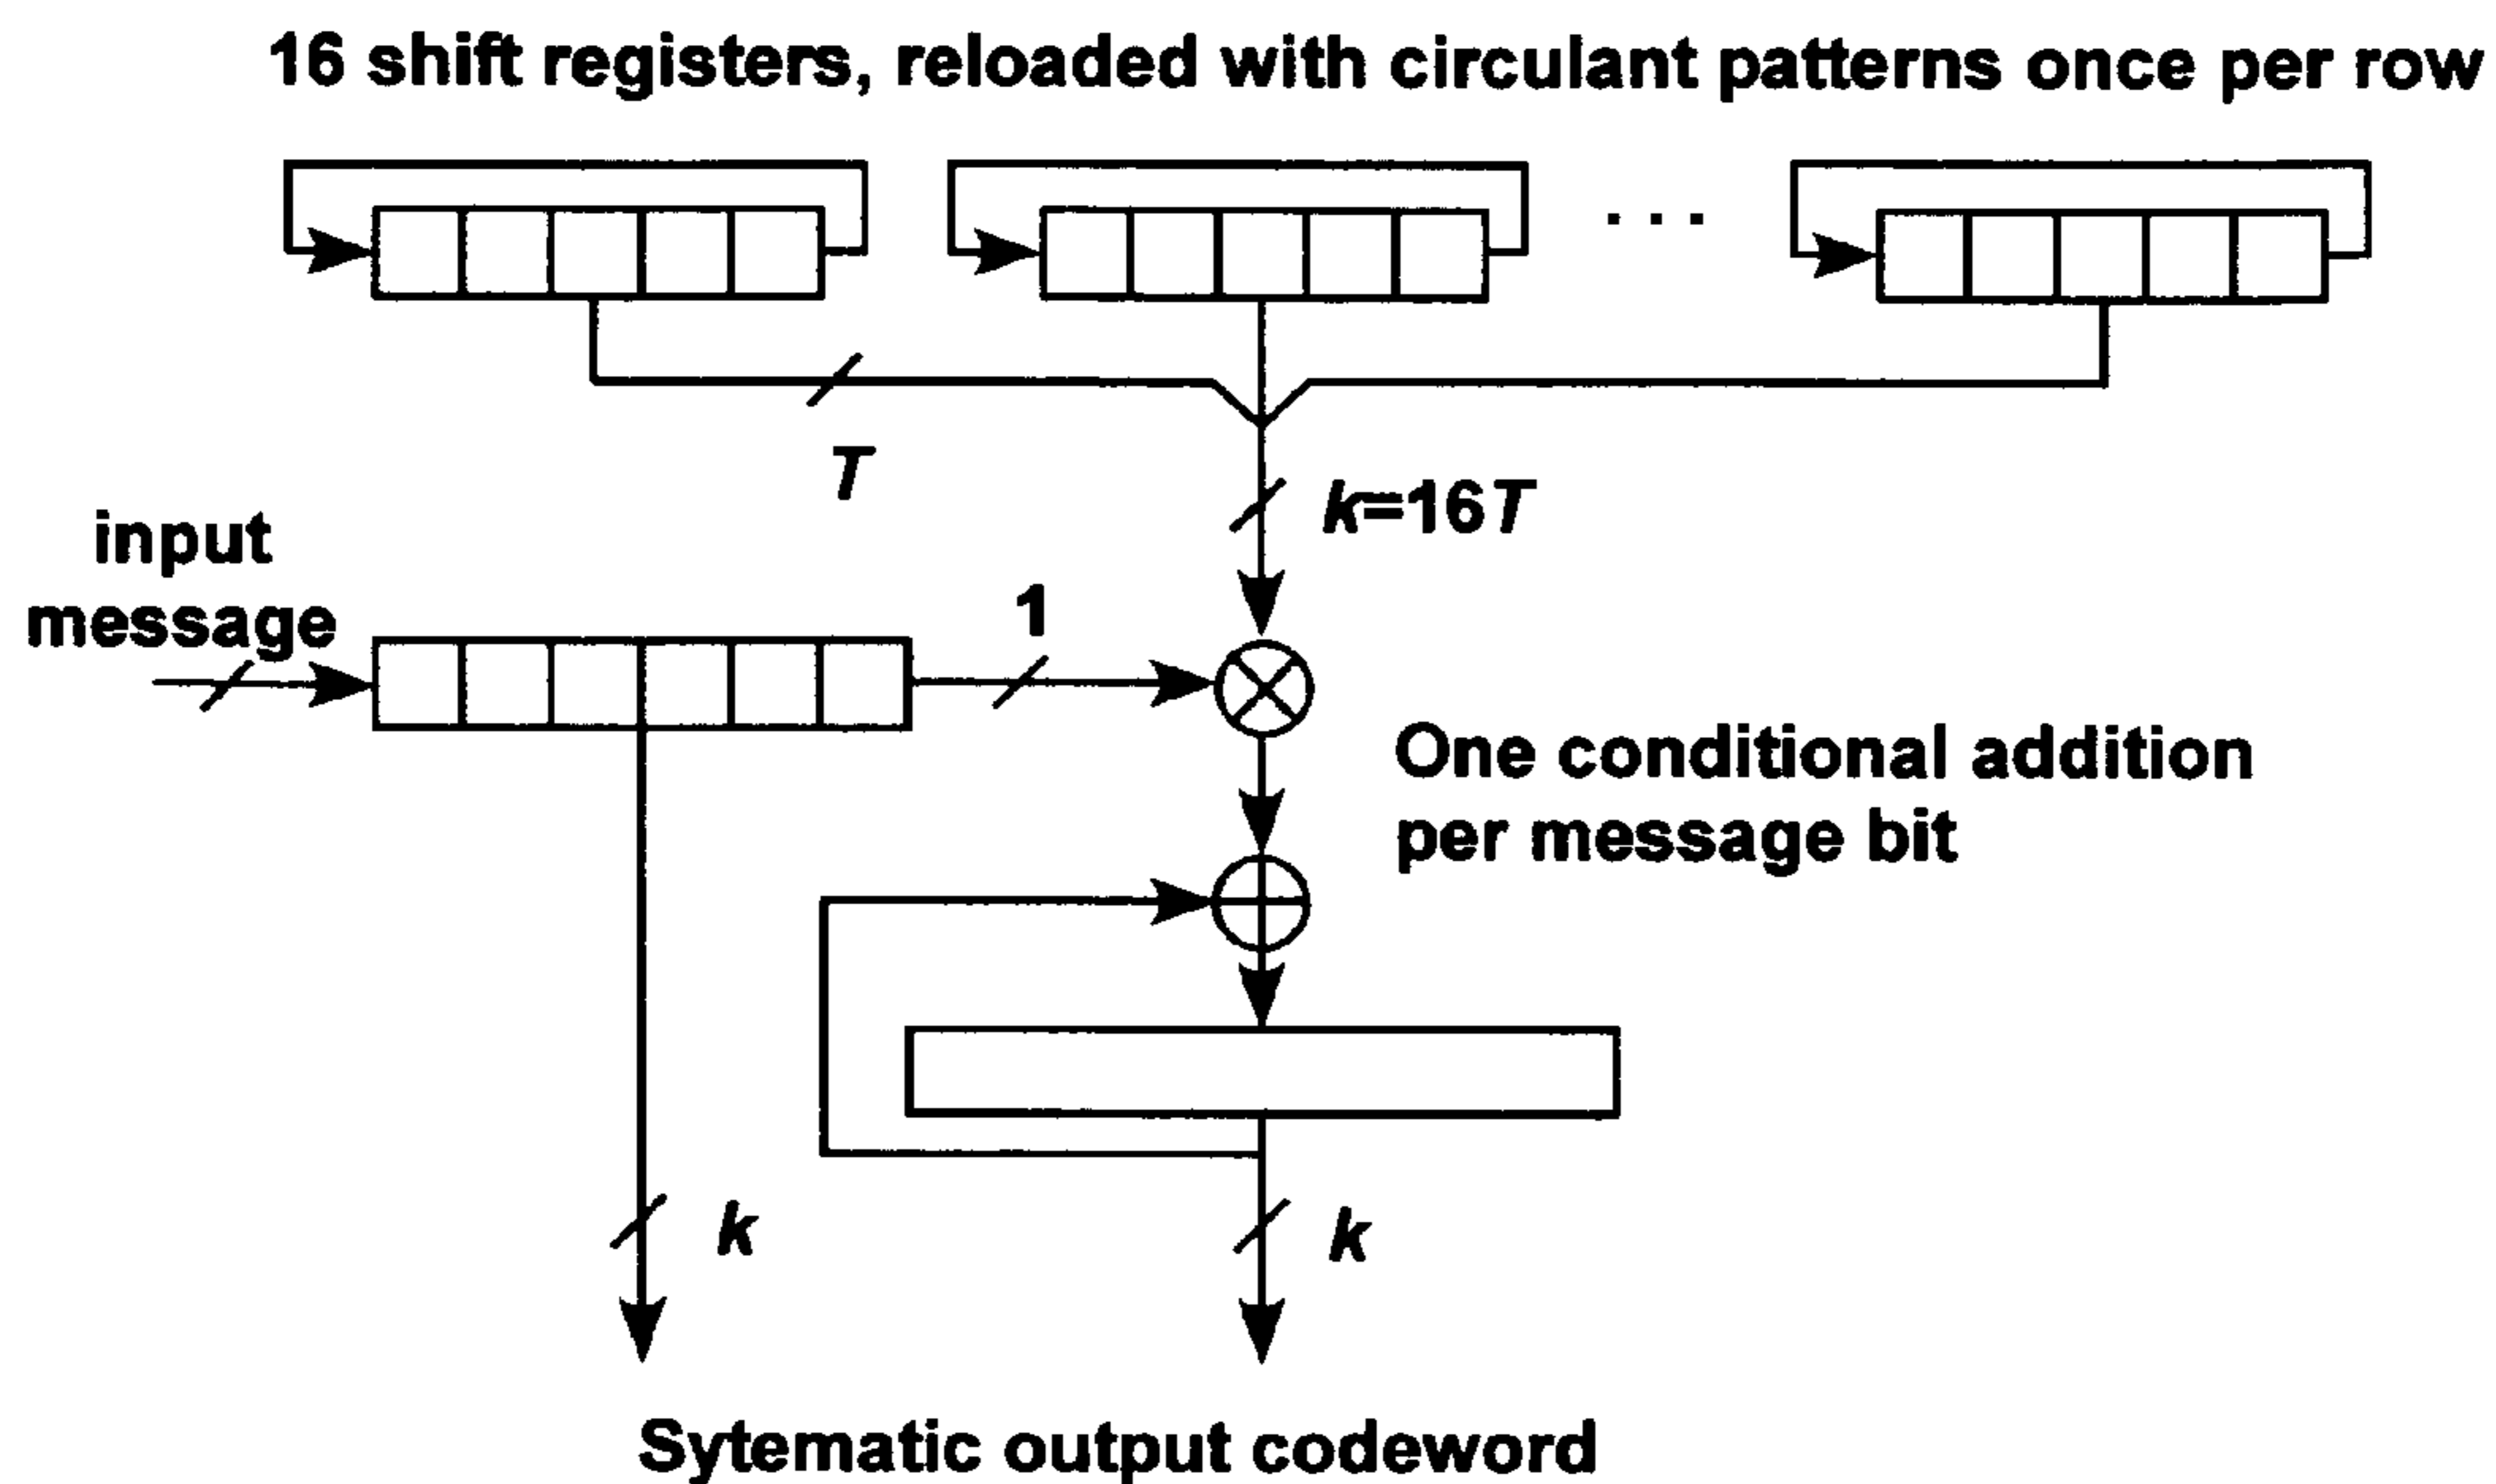 16 shift registers, reloaded with circulant patterns once per row
. . .
T
k=16T
input
message
1
One conditional addition
per message bit
k
k
Sytematic output codeword